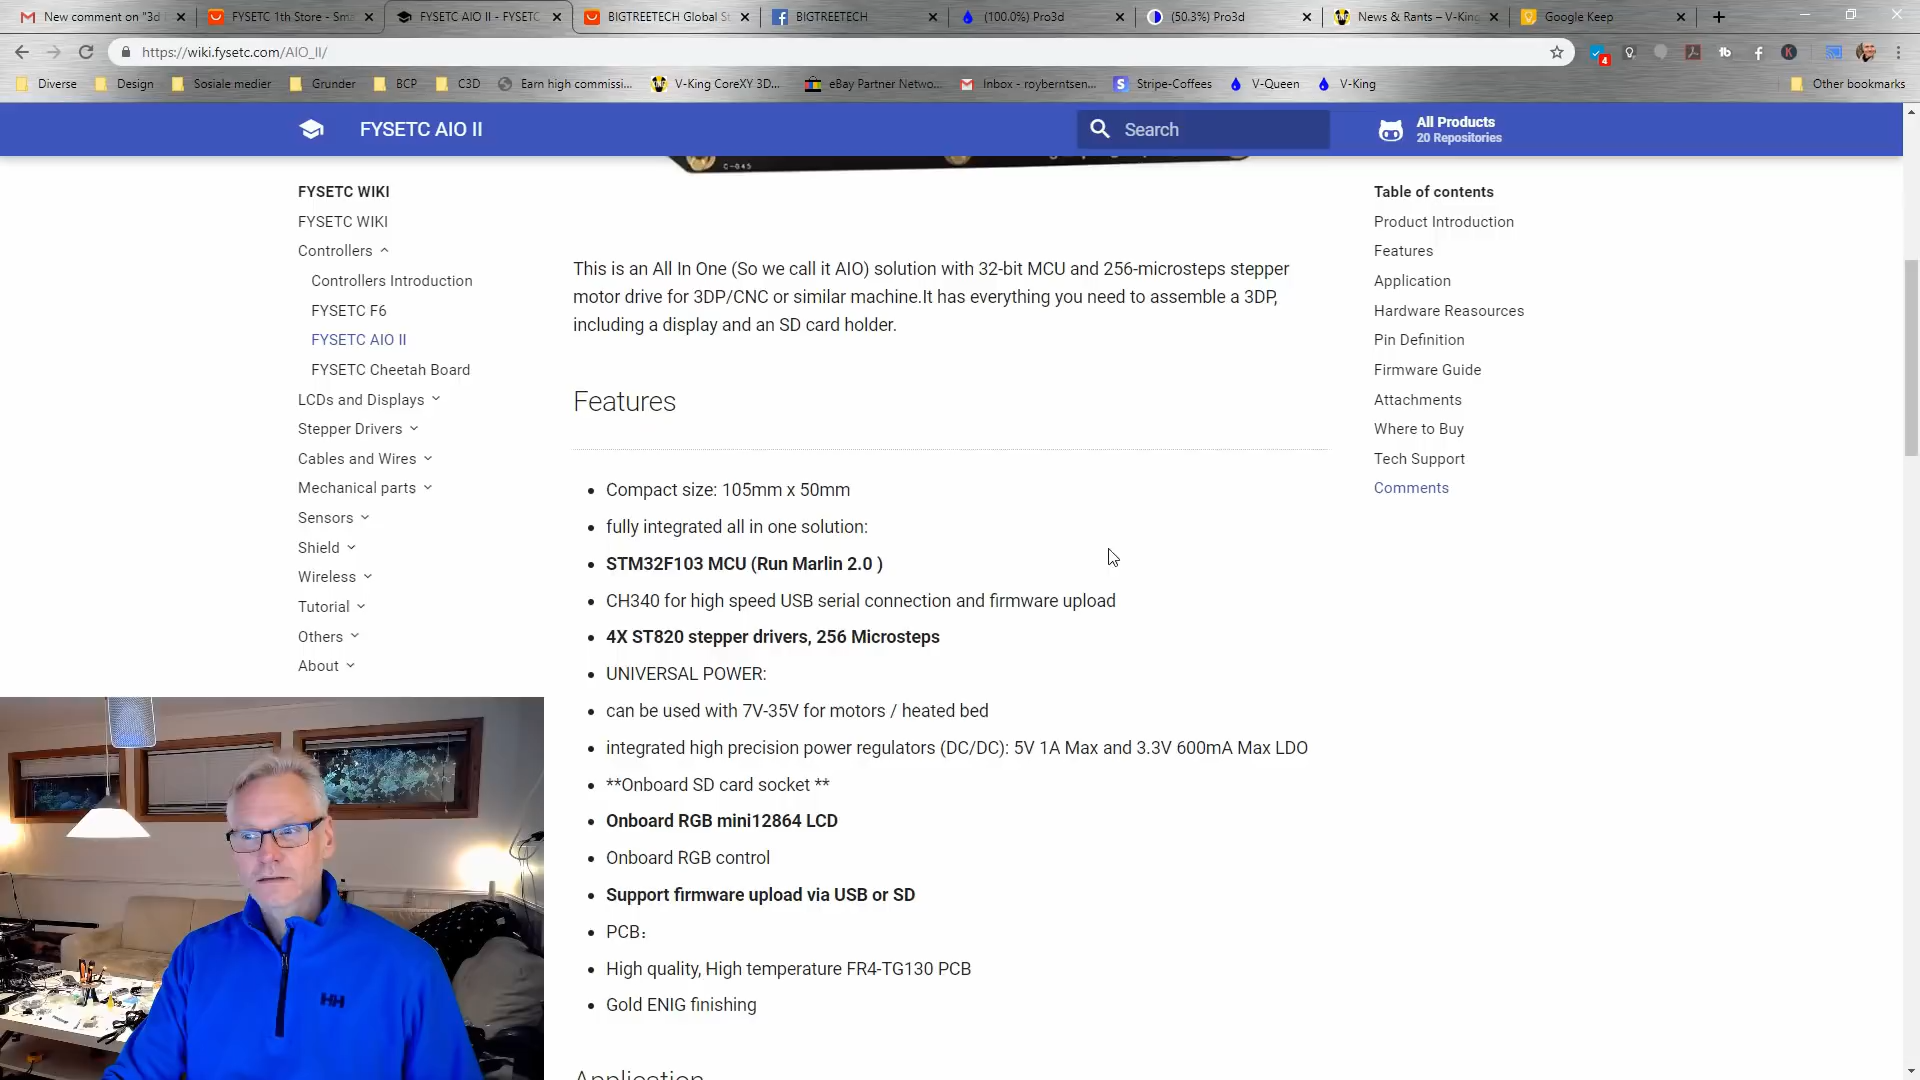 New comment on "3d
FYSETC 1th Store - Sma
FYSETC AIO II - FYSETC
BIGTREETECH Global St
BIGTREETECH
(100.0%) Pro3d
(50.3%) Pro3d
News & Rants – V-King
Google Keep
https://wiki.fysetc.com/AIO_II/
4
Diverse
Design
Sosiale medier
Grunder
BCP
C3D
Earn high commissi...
V-King CoreXY 3D...
eBay Partner Netwo...
Inbox - royberntsen...
Stripe-Coffees
V-Queen
V-King
Other bookmarks
FYSETC AIO II
Search
All Products
20 Repositories
C-G45
FYSETC WIKI
FYSETC WIKI
Controllers
Controllers Introduction
FYSETC F6
FYSETC AIO II
FYSETC Cheetah Board
LCDs and Displays
Stepper Drivers
Cables and Wires
Mechanical parts
Sensors
Shield
Wireless
Tutorial
Others
About
This is an All In One (So we call it AIO) solution with 32-bit MCU and 256-microsteps stepper
motor drive for 3DP/CNC or similar machine.It has everything you need to assemble a 3DP,
including a display and an SD card holder.
Features
• Compact size: 105mm x 50mm
• fully integrated all in one solution:
• STM32F103 MCU (Run Marlin 2.0 )
• CH340 for high speed USB serial connection and firmware upload
• 4X ST820 stepper drivers, 256 Microsteps
• UNIVERSAL POWER:
• can be used with 7V-35V for motors / heated bed
• integrated high precision power regulators (DC/DC): 5V 1A Max and 3.3V 600mA Max LDO
• **Onboard SD card socket **
• Onboard RGB mini12864 LCD
• Onboard RGB control
• Support firmware upload via USB or SD
• PCB：
• High quality, High temperature FR4-TG130 PCB
• Gold ENIG finishing
Application
Table of contents
Product Introduction
Features
Application
Hardware Reasources
Pin Definition
Firmware Guide
Attachments
Where to Buy
Tech Support
Comments
HH